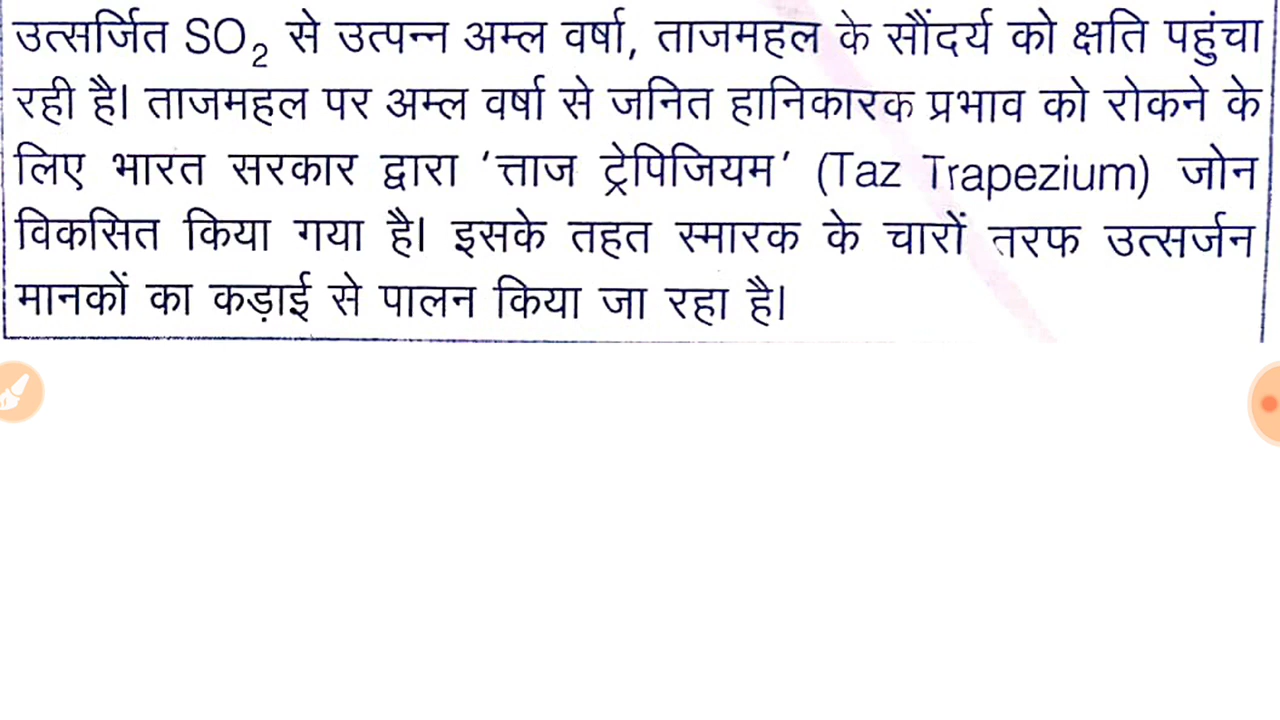 उत्सर्जित SO₂ से उत्पन्न अम्ल वर्षा, ताजमहल के सौंदर्य को क्षति पहुंचा
रही है। ताजमहल पर अम्ल वर्षा से जनित हानिकारक प्रभाव को रोकने के
लिए भारत सरकार द्वारा ‘त्ताज ट्रेपिजियम’ (Taz Trapezium) जोन
विकसित किया गया है। इसके तहत स्मारक के चारों तरफ उत्सर्जन
मानकों का कड़ाई से पालन किया जा रहा है।